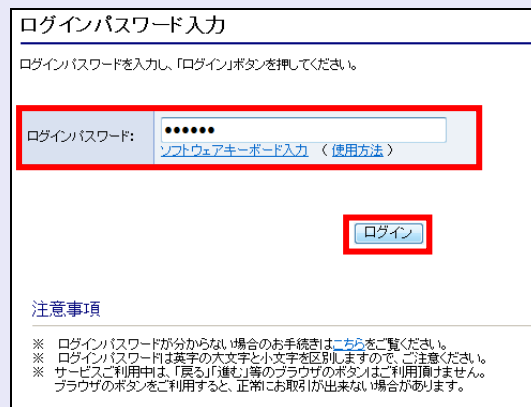 ログインパスワード入力
ログインパスワードを入力し、「ログイン」ボタンを押してください。
ログインパスワード: ●●●●●●
ソフトウェアキーボード入力 (使用方法)
ログイン
注意事項
※ ログインパスワードが分からない場合のお手続きはこちらをご覧ください。
※ ログインパスワードは英字の大文字と小文字を区別しますので、ご注意ください。
※ サービスご利用中は、「戻る」「進む」等のブラウザのボタンはご利用頂けません。
ブラウザのボタンをご利用すると、正常にお取引が出来ない場合があります。